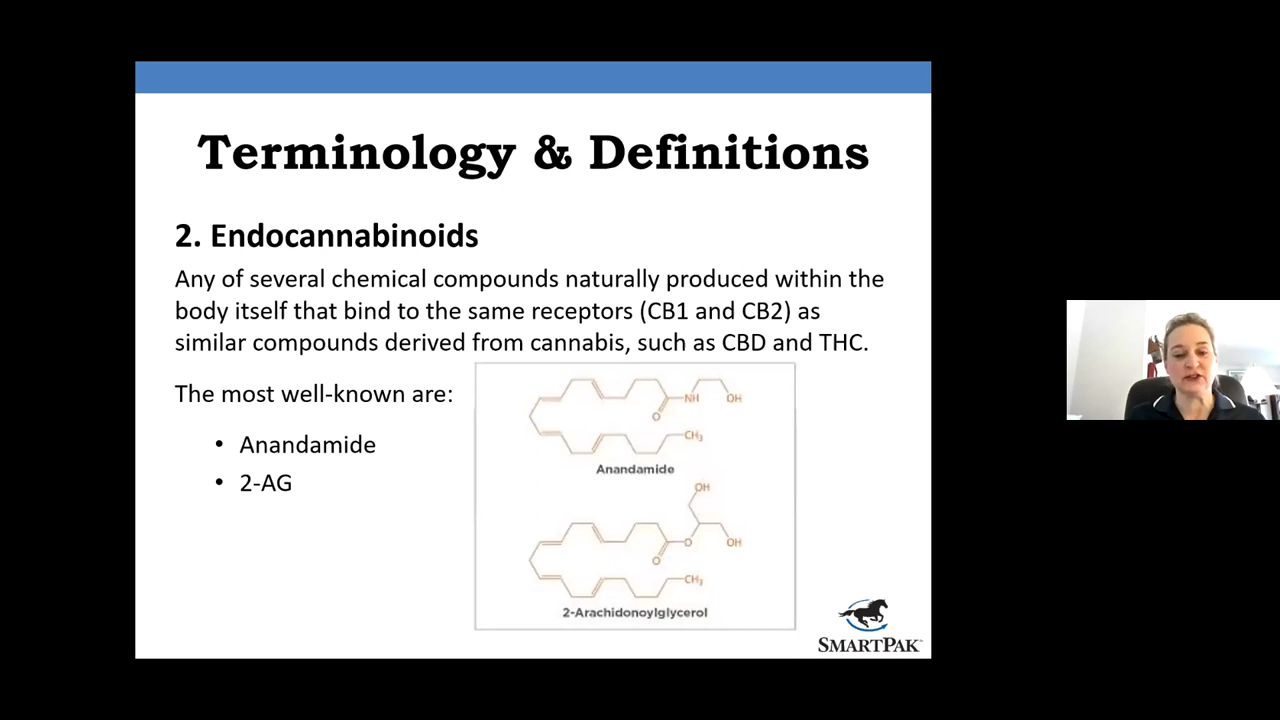 Terminology & Definitions
2. Endocannabinoids
Any of several chemical compounds naturally produced within the
body itself that bind to the same receptors (CB1 and CB2) as
similar compounds derived from cannabis, such as CBD and THC.
The most well-known are:
• Anandamide
• 2-AG
NH
OH
O
CH3
Anandamide
OH
O
OH
O
CH3
2-Arachidonoylglycerol
SMARTPAK